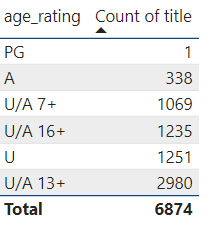 age_rating Count of title
PG 1
A 338
U/A 7+ 1069
U/A 16+ 1235
U 1251
U/A 13+ 2980
Total 6874